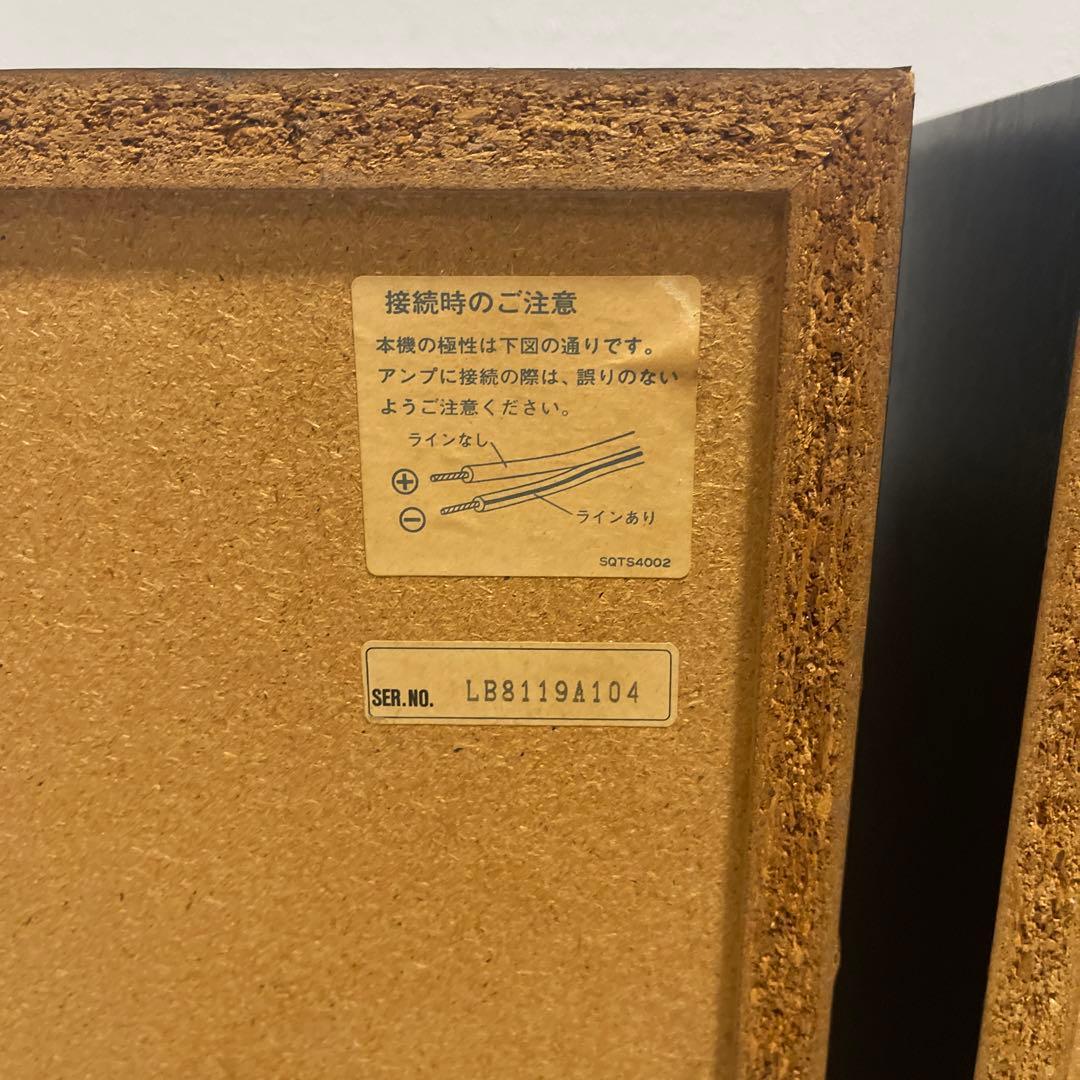 接続時のご注意
本機の極性は下図の通りです。
アンプに接続の際は、誤りのない
ようご注意ください。
ラインなし
⊕
⊖
ラインあり
SQTS4002
SER.NO. LB8119A104